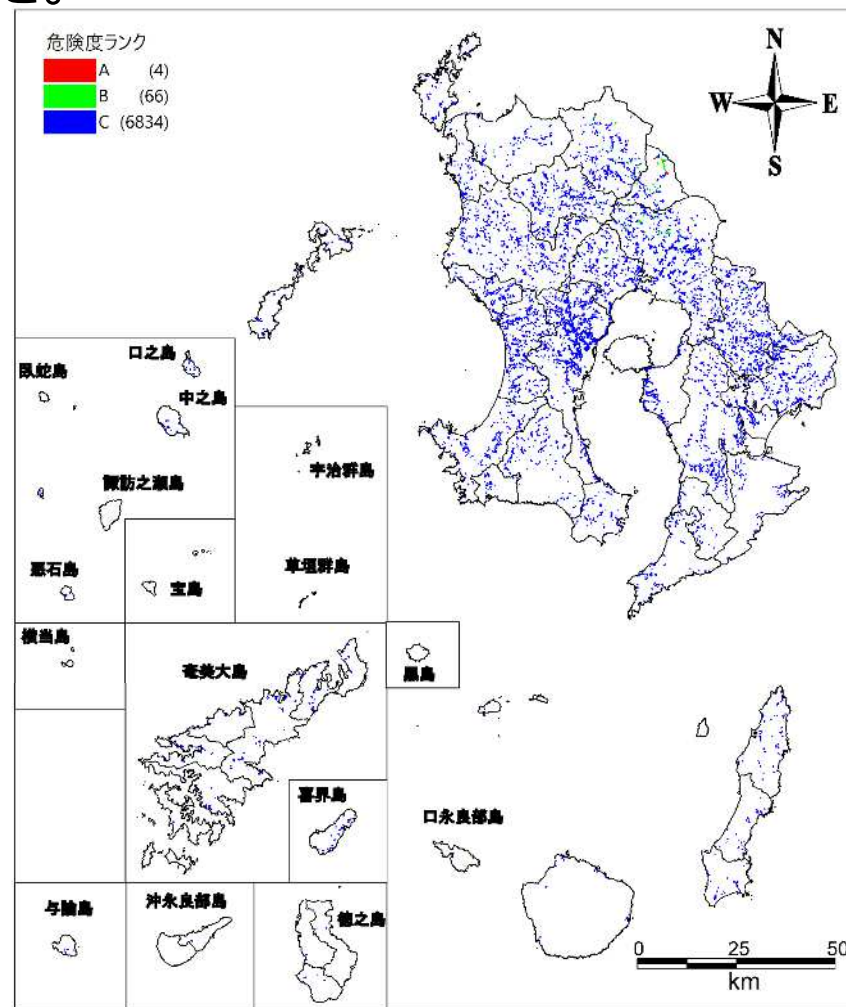 と。
危険度ランク
A (4)
B (66)
C (6834)
N
W E
S
口之島
臥蛇島
中之島
宇治群島
諏訪之瀬島
悪石島
宝島
草垣群島
横当島
奄美大島
黒島
喜界島
口永良部島
与論島
沖永良部島
徳之島
0 25 50
km